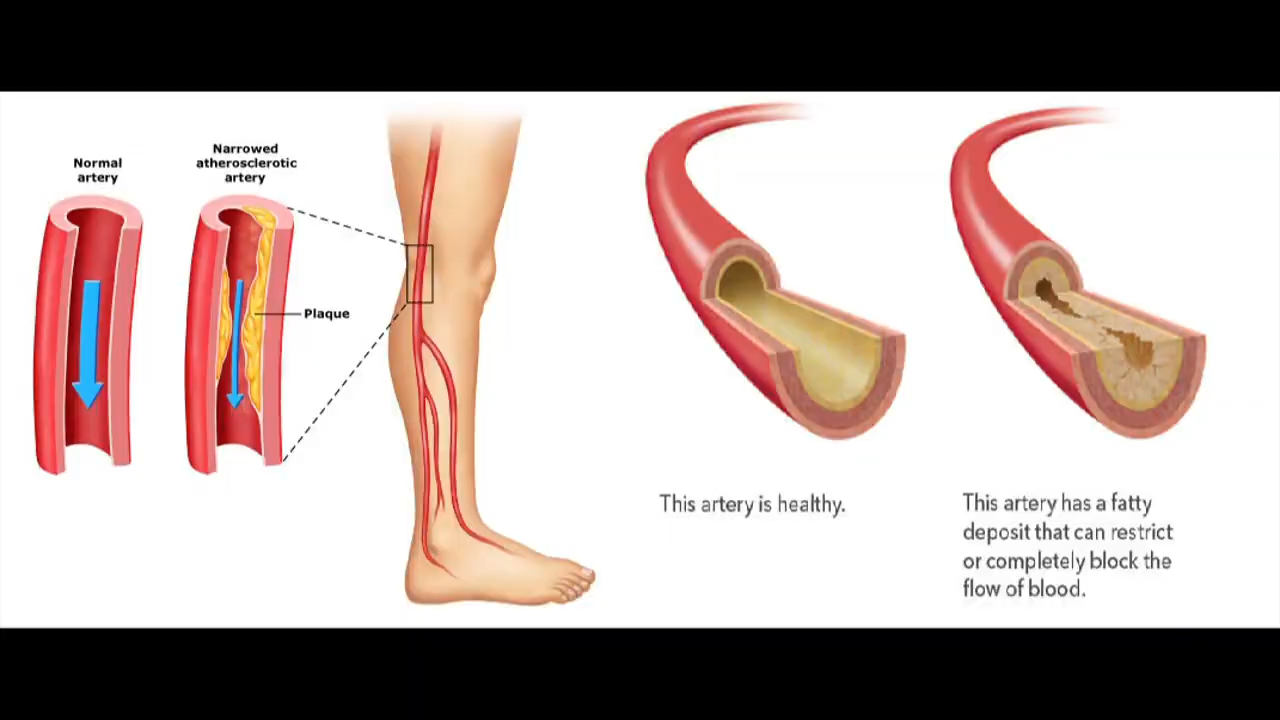 Normal
artery
Narrowed
atherosclerotic
artery
Plaque
This artery is healthy.
This artery has a fatty
deposit that can restrict
or completely block the
flow of blood.